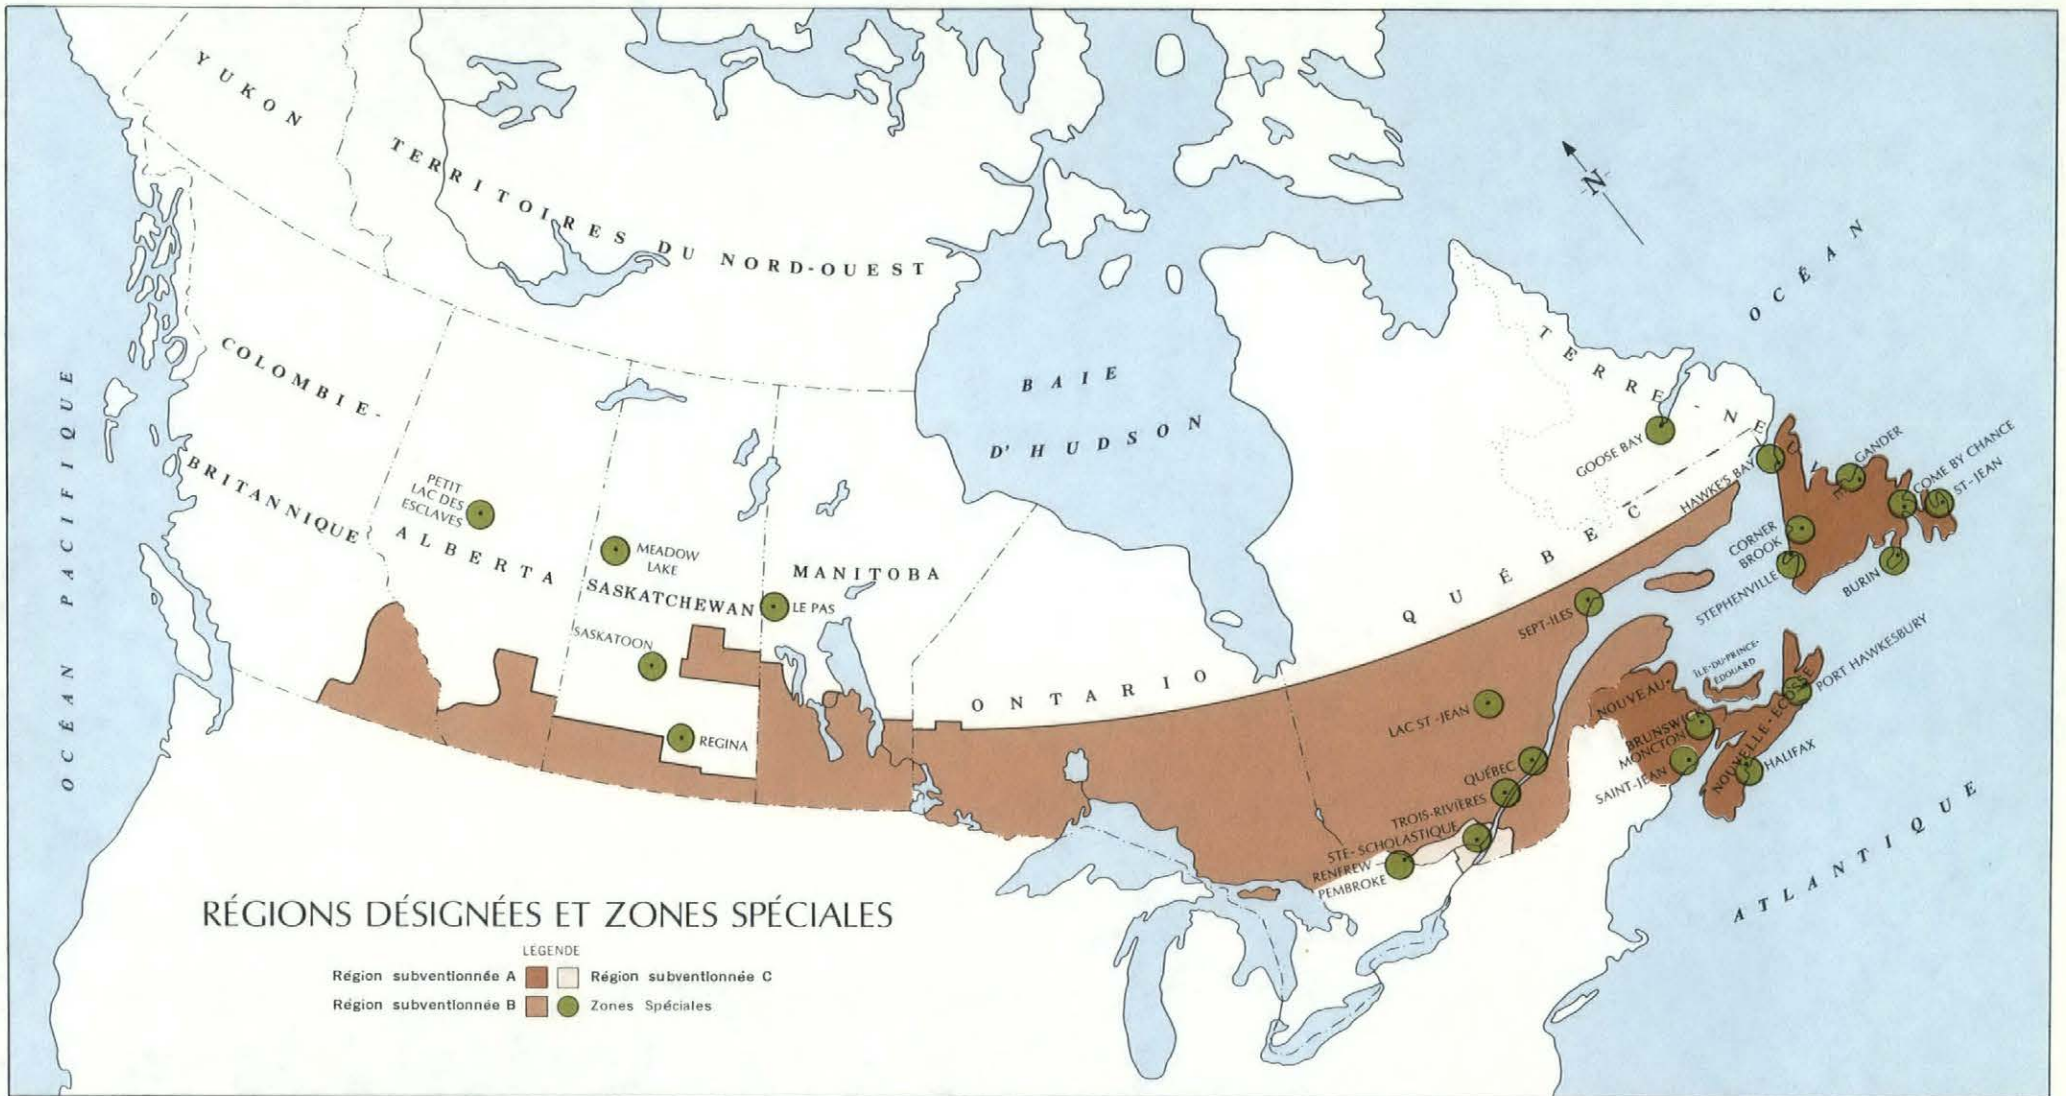 YUKON
TERRITOIRES DU NORD-OUEST
OCÉAN PACIFIQUE
COLOMBIE-
BRITANNIQUE
PETIT
LAC DES
ESCLAVES
ALBERTA
MEADOW
LAKE
SASKATCHEWAN
SASKATOON
REGINA
MANITOBA
LE PAS
BAIE
D'HUDSON
ONTARIO
QUÉBEC
TERRE-NEUVE
GOOSE BAY
HAWKE'S BAY
GANDER
COME BY CHANCE
ST-JEAN
CORNER
BROOK
STEPHENVILLE
BURIN
SEPT-ILES
LAC ST-JEAN
QUÉBEC
TROIS-RIVIÈRES
STE-SCHOLASTIQUE
RENFREW
PEMBROKE
ÎLE-DU-PRINCE-
ÉDOUARD
PORT HAWKESBURY
NOUVEAU-
BRUNSWICK
MONCTON
SAINT-JEAN
NOUVELLE-ECOSSE
HALIFAX
OCÉAN
ATLANTIQUE
N
RÉGIONS DÉSIGNÉES ET ZONES SPÉCIALES
LÉGENDE
Région subventionnée A
Région subventionnée C
Région subventionnée B
Zones Spéciales